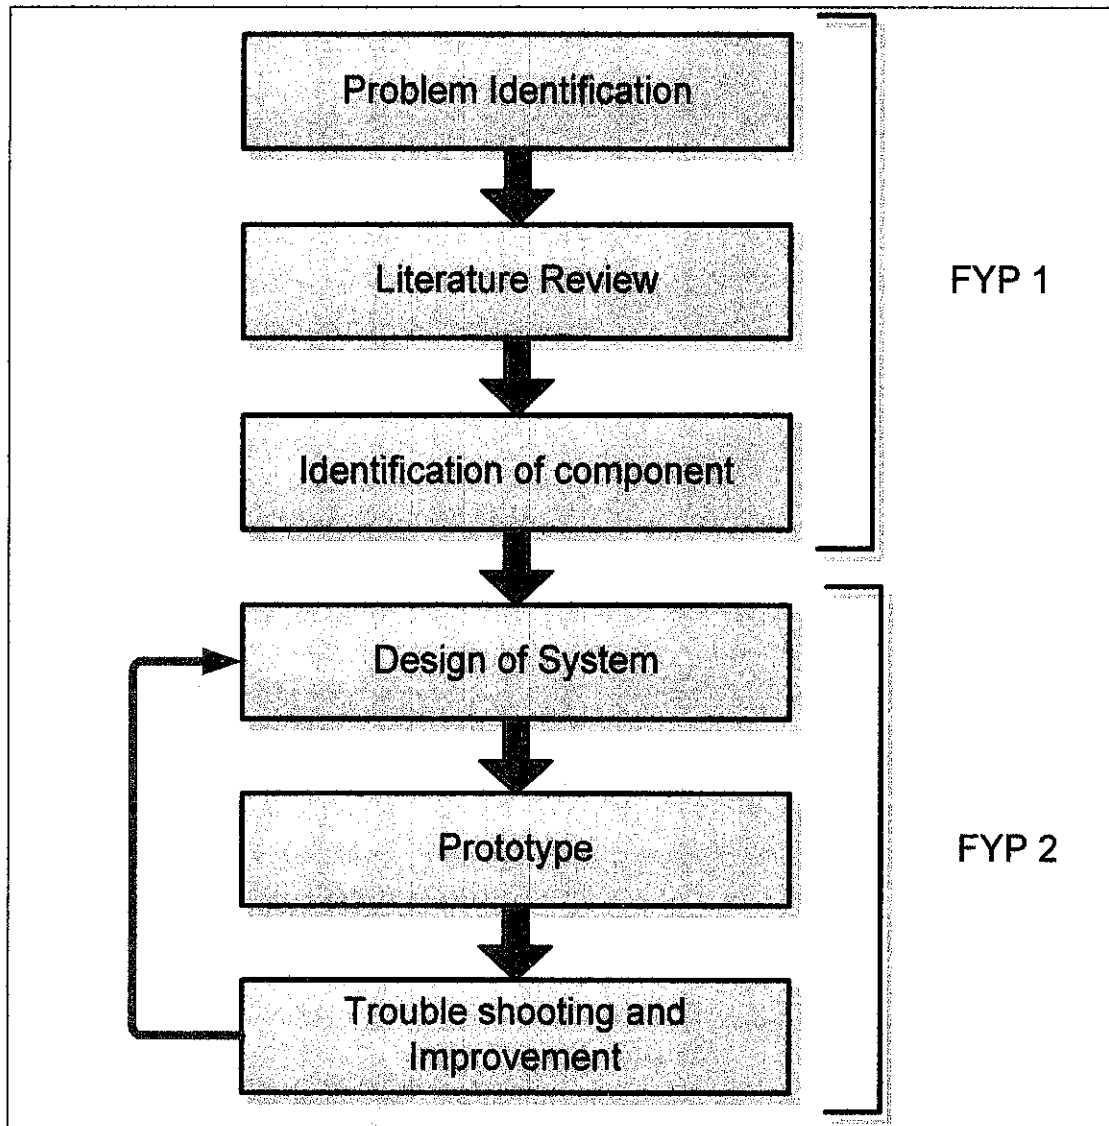 Problem Identification
Literature Review
FYP 1
Identification of component
Design of System
Prototype
FYP 2
Trouble shooting and
Improvement